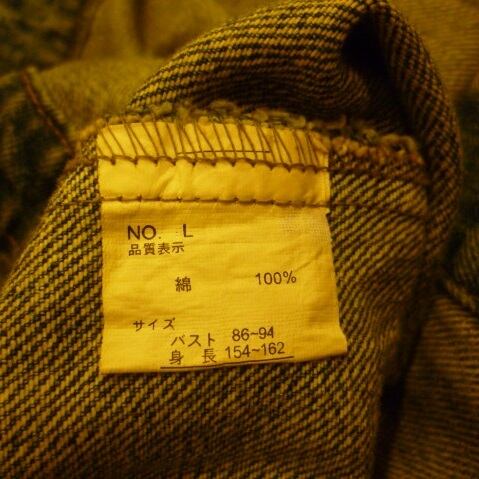 NO. L
品質表示
綿 100%
サイズ
バスト 86~94
身 長 154~162